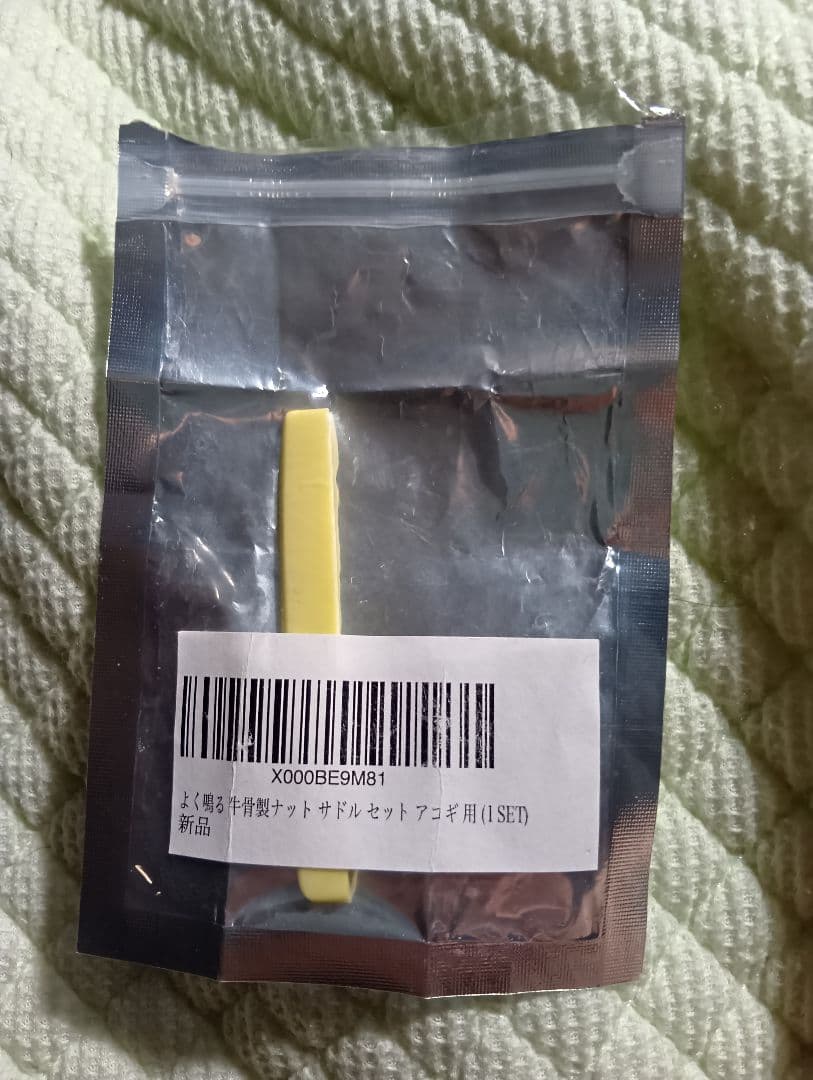 X000BE9M81
よく鳴る 牛骨製ナット サドル セット アコギ 用 (1 SET)
新品